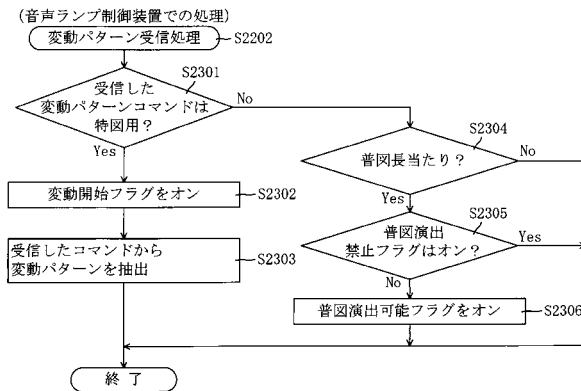 (音声ランプ制御装置での処理)
変動パターン受信処理
S2202
S2301
受信した
変動パターンコマンドは
特図用？
No
Yes
S2304
普図長当たり？
No
Yes
変動開始フラグをオン
S2302
S2305
普図演出
禁止フラグはオン？
Yes
No
受信したコマンドから
変動パターンを抽出
S2303
普図演出可能フラグをオン
S2306
終 了